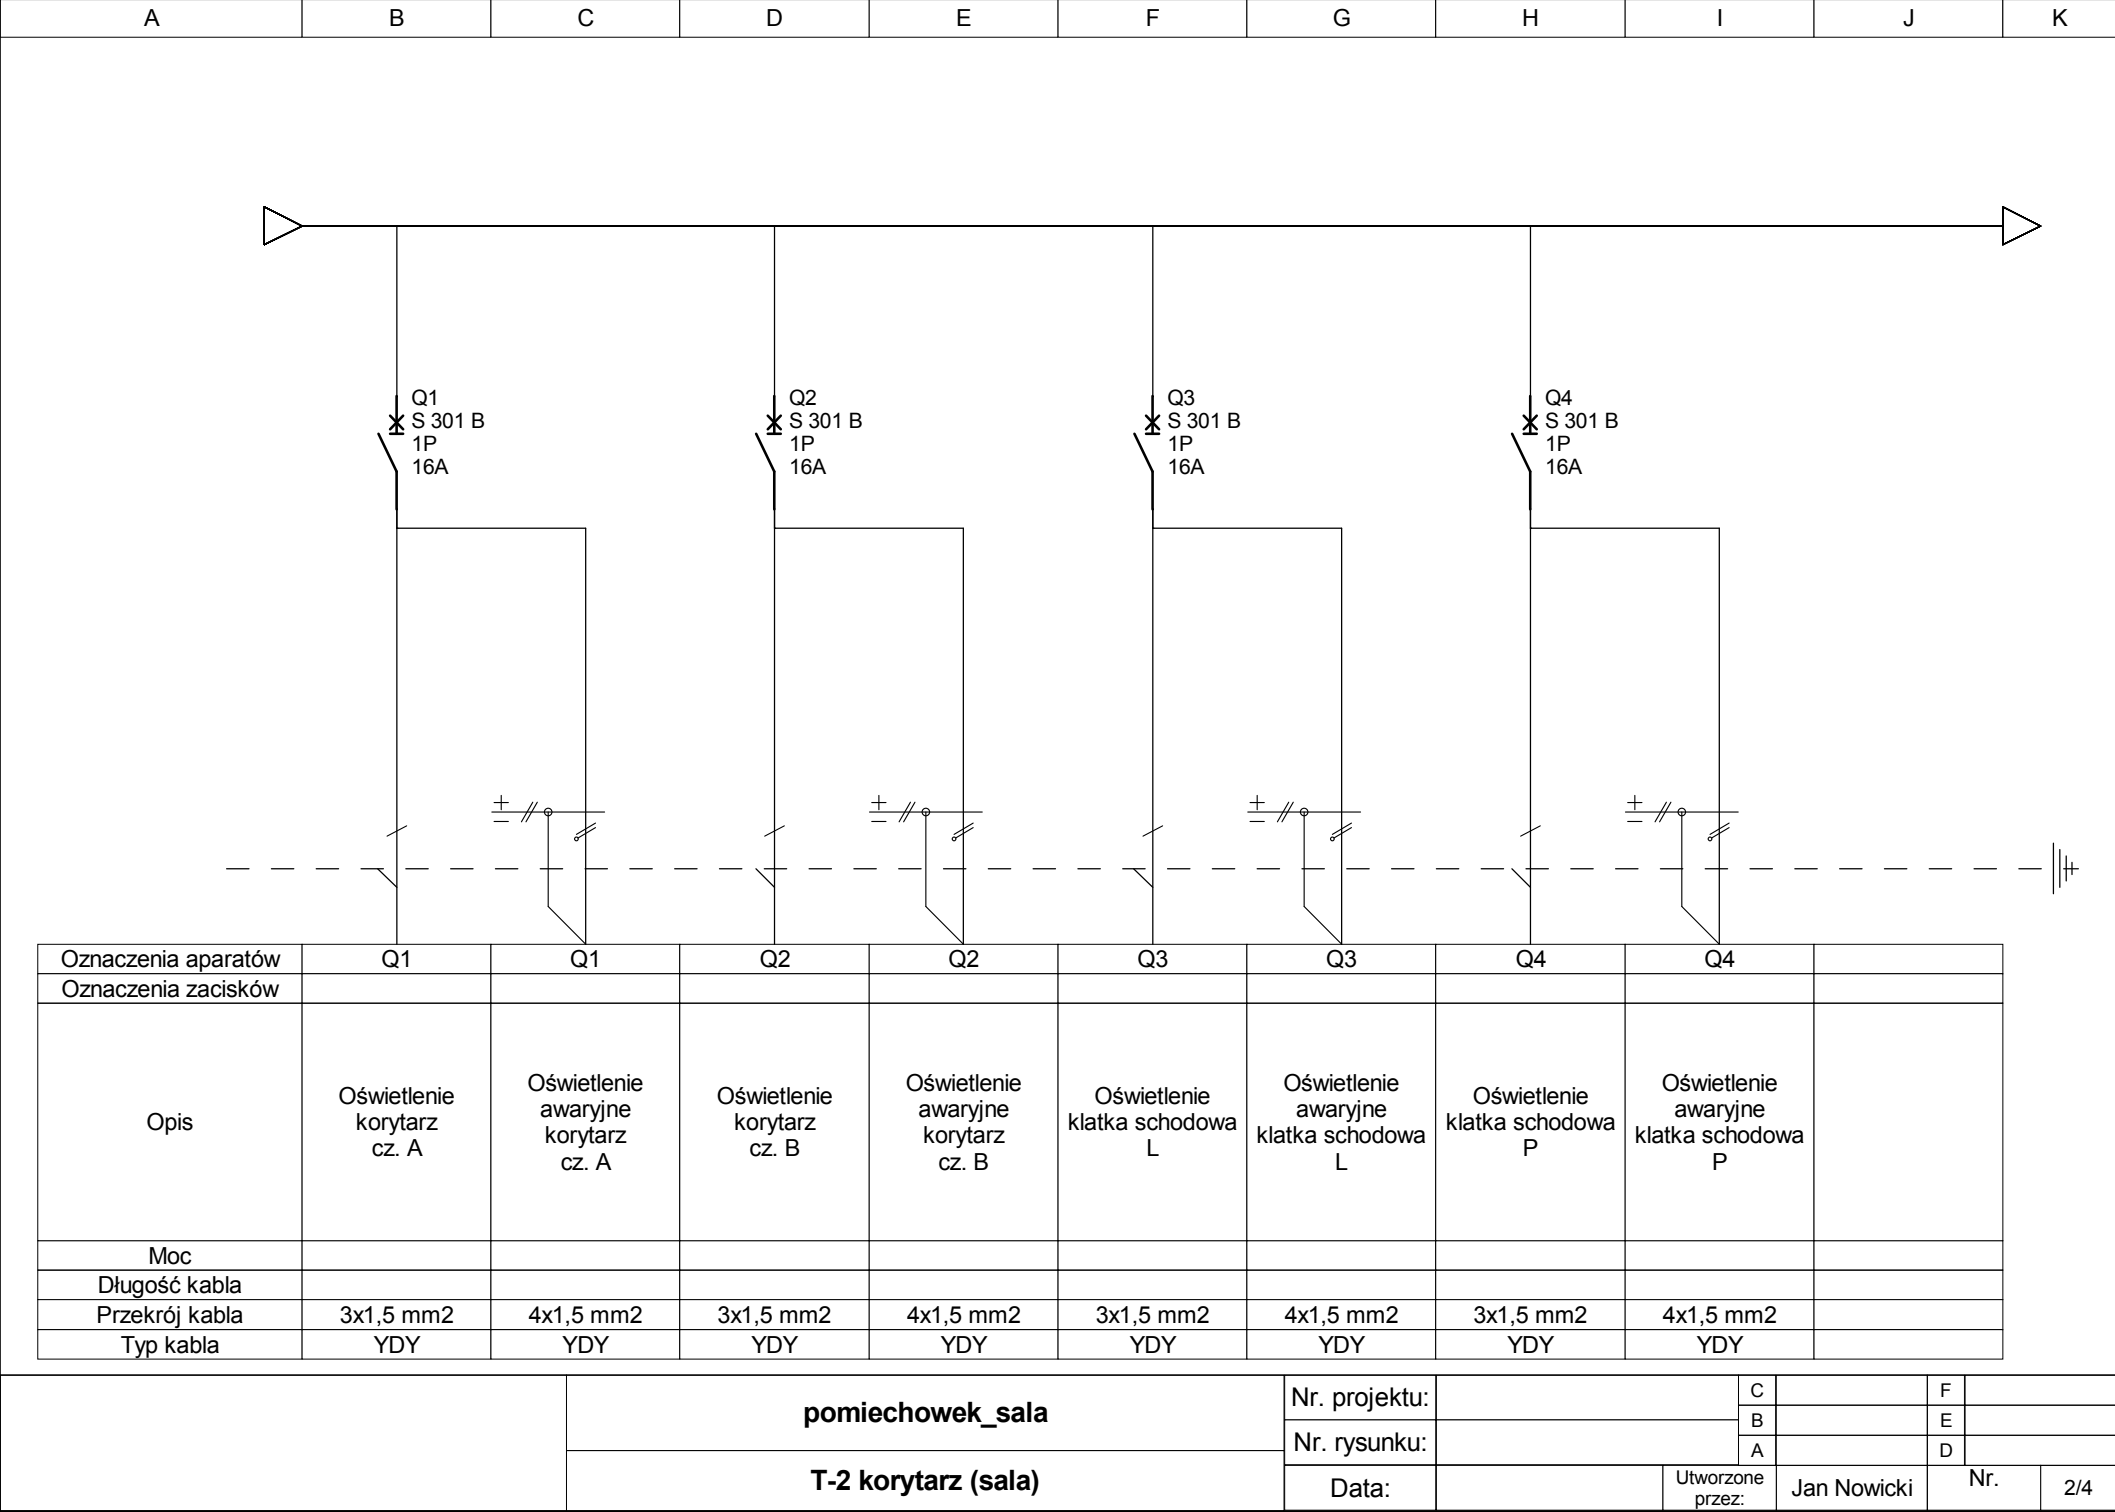 A B C D E F G H I J K
Q1
S 301 B
1P
16A
Q2
S 301 B
1P
16A
Q3
S 301 B
1P
16A
Q4
S 301 B
1P
16A
Oznaczenia aparatów Q1 Q1 Q2 Q2 Q3 Q3 Q4 Q4
Oznaczenia zacisków
Opis
Oświetlenie
korytarz
cz. A
Oświetlenie
awaryjne
korytarz
cz. A
Oświetlenie
korytarz
cz. B
Oświetlenie
awaryjne
korytarz
cz. B
Oświetlenie
klatka schodowa
L
Oświetlenie
awaryjne
klatka schodowa
L
Oświetlenie
klatka schodowa
P
Oświetlenie
awaryjne
klatka schodowa
P
Moc
Długość kabla
Przekrój kabla 3x1,5 mm2 4x1,5 mm2 3x1,5 mm2 4x1,5 mm2 3x1,5 mm2 4x1,5 mm2 3x1,5 mm2 4x1,5 mm2
Typ kabla YDY YDY YDY YDY YDY YDY YDY YDY
pomiechowek_sala
T-2 korytarz (sala)
Nr. projektu:
Nr. rysunku:
Data:
C F
B E
A D
Utworzone
przez:
Jan Nowicki
Nr.
2/4